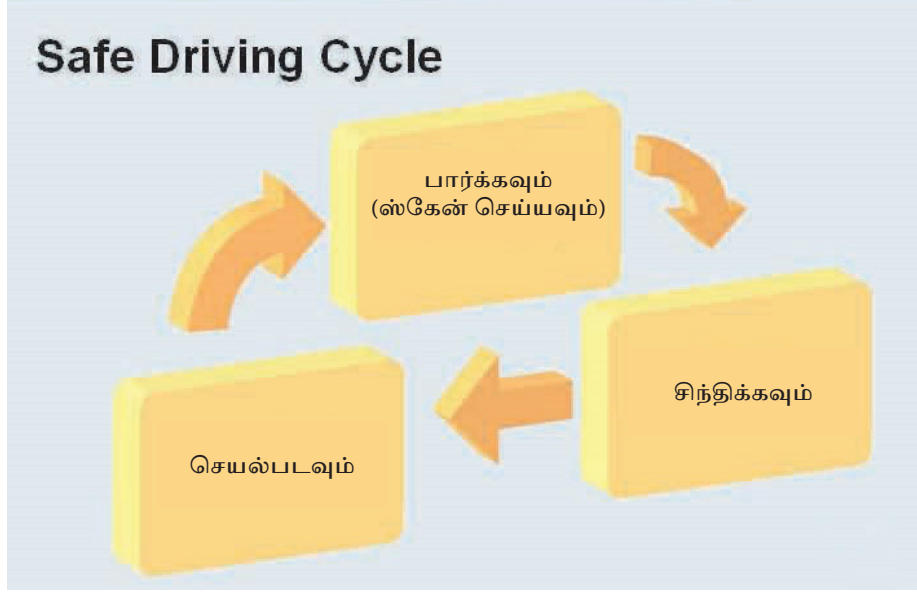 Safe Driving Cycle
பார்க்கவும்
(ஸ்கேன் செய்யவும்)
சிந்திக்கவும்
செயல்படவும்